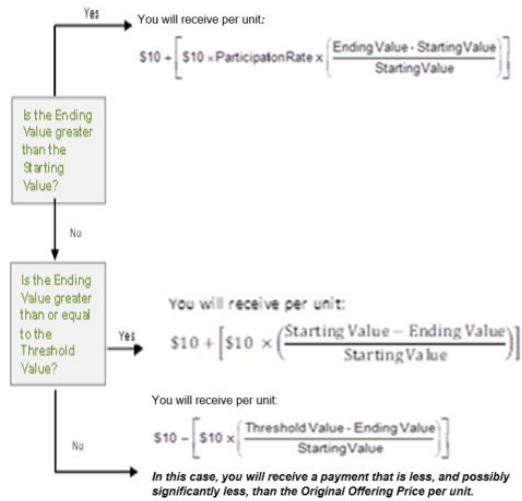 Yes
You will receive per unit:
$10 + [$10 × Participaton Rate x (Ending Value - Starting Value / Starting Value)]
Is the Ending
Value greater
than the
Starting
Value?
No
Is the Ending
Value greater
than or equal
to the
Threshold
Value?
Yes
You will receive per unit:
$10 + [$10 × (Starting Value – Ending Value / Starting Value)]
You will receive per unit:
$10 - [$10 x (Threshold Value - Ending Value / Starting Value)]
No
In this case, you will receive a payment that is less, and possibly
significantly less, than the Original Offering Price per unit.